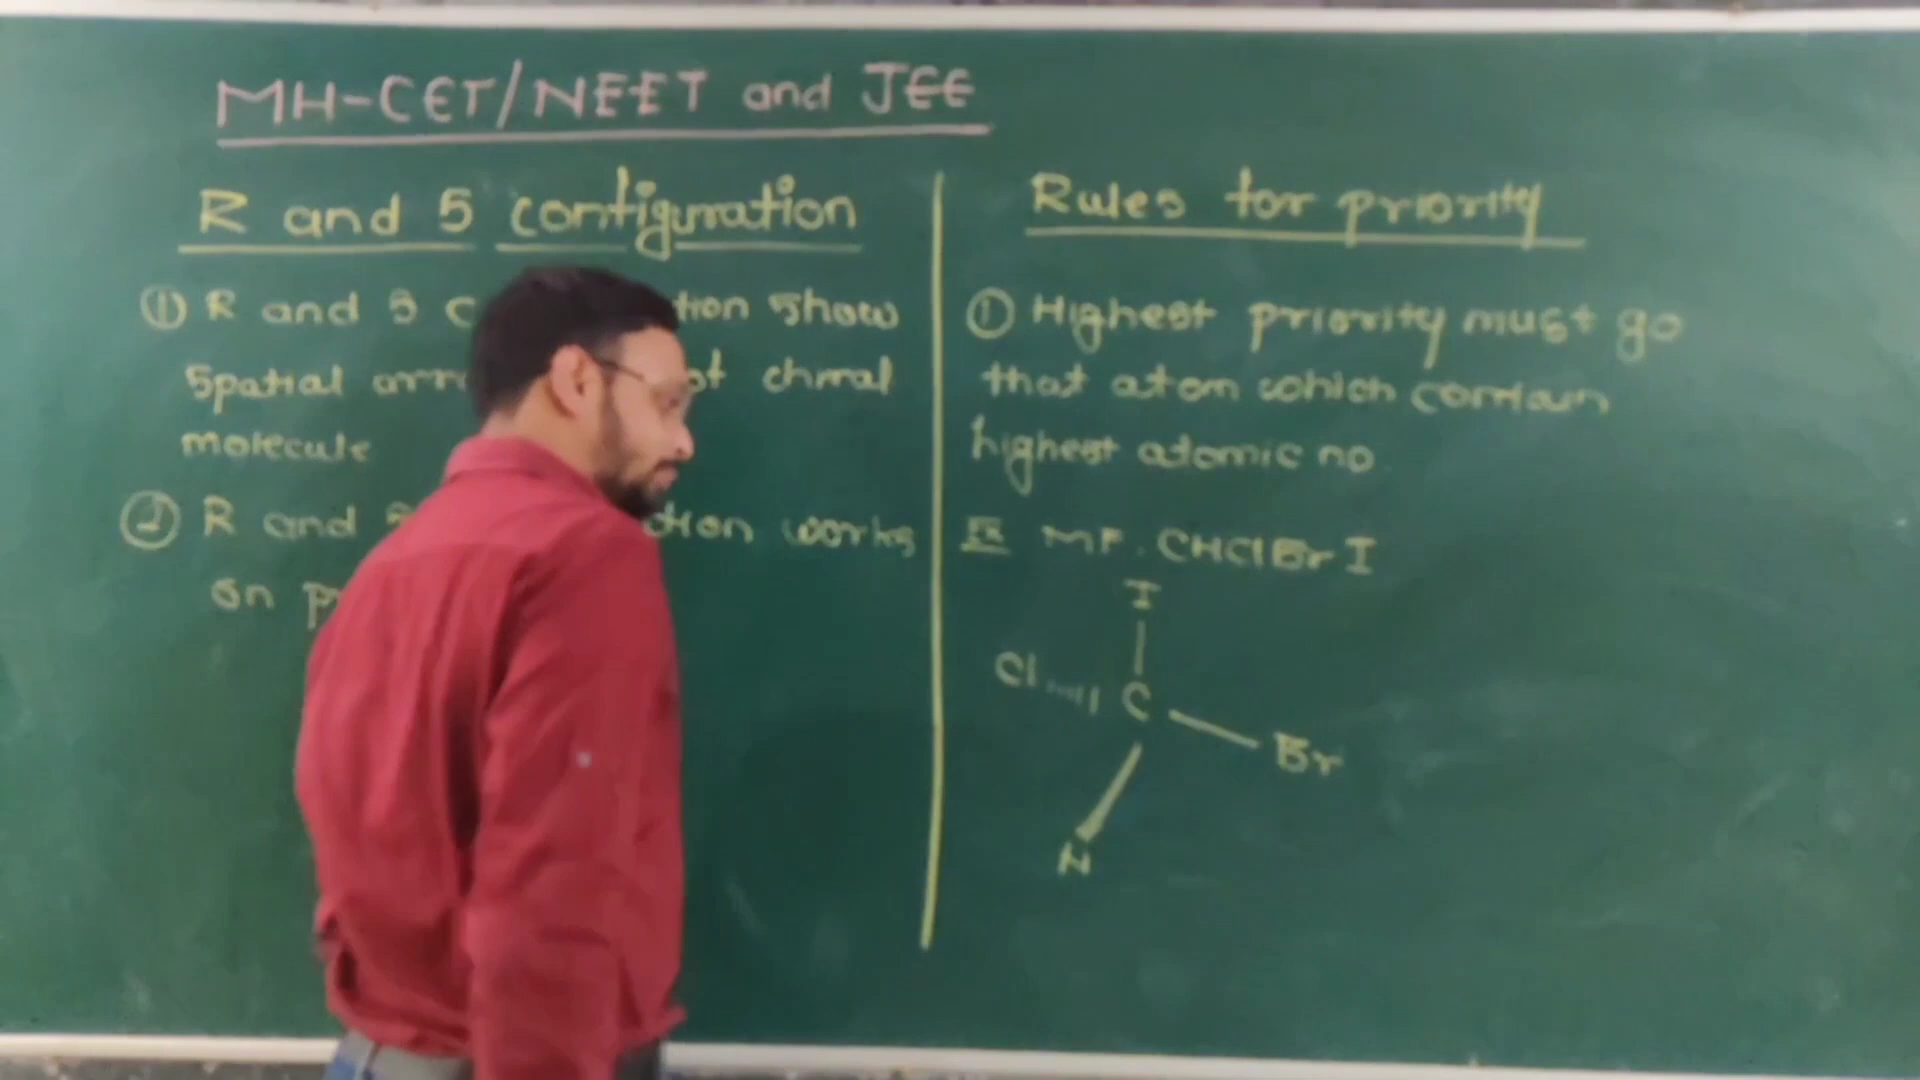 MH-CET/NEET and JEE
R and S configuration
① R and S c tion show
Spatial arr of chiral
molecule
② R and S tion works
on p
Rules for priority
① Highest priority must go
that atom which contain
highest atomic no.
Ex MF. CHClBrI
I
Cl C
Br
H